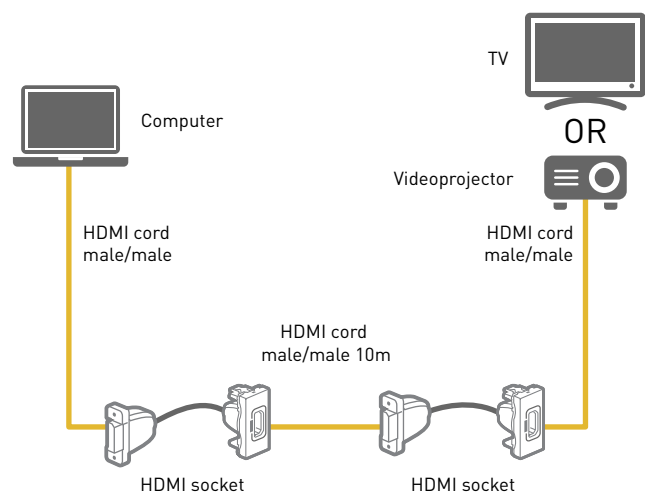 TV
OR
Computer
Videoprojector
HDMI cord
male/male
HDMI cord
male/male
HDMI cord
male/male 10m
HDMI socket
HDMI socket